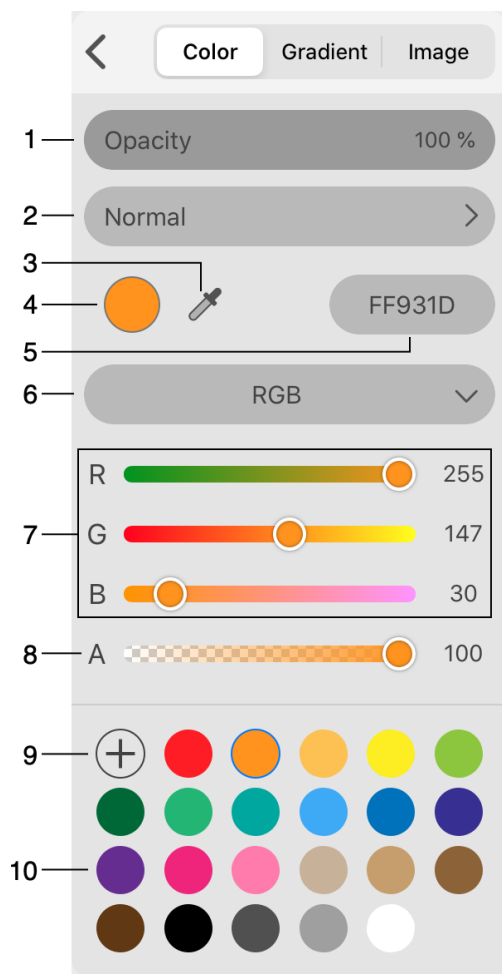 Color Gradient Image
1 Opacity 100 %
2 Normal
3
4 FF931D
5
6 RGB
R 255
7 G 147
B 30
8 A 100
9
10